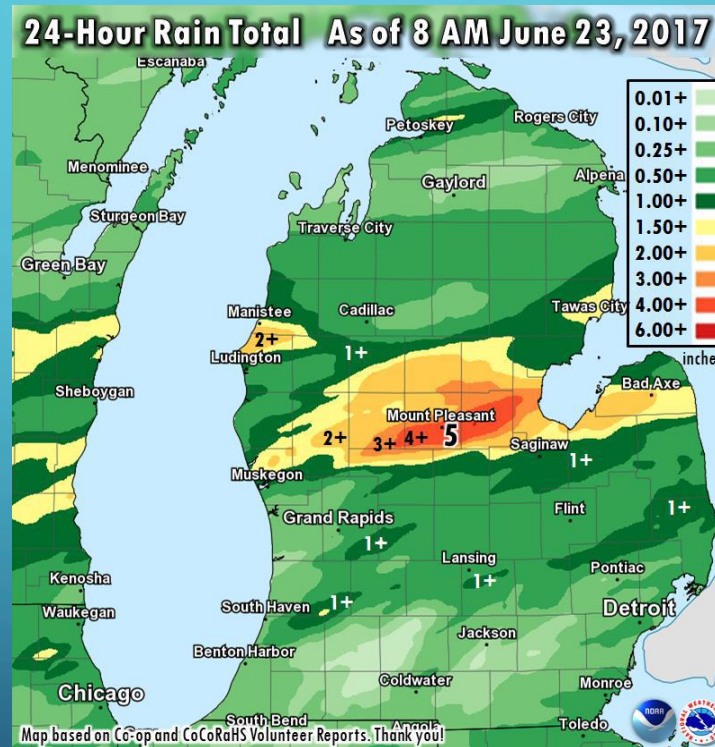 24-Hour Rain Total As of 8 AM June 23, 2017
Escanaba
0.01+
0.10+
0.25+
0.50+
1.00+
1.50+
2.00+
3.00+
4.00+
6.00+
inche
Petoskey
Rogers City
Menominee
Gaylord
Alpena
Sturgeon Bay
Traverse City
Green Bay
Manistee
Cadillac
Tawas City
2+
1+
Ludington
Sheboygan
Bad Axe
Mount Pleasant
2+
3+
4+
5
Saginaw
1+
Muskegon
Grand Rapids
Flint
1+
1+
Lansing
Kenosha
1+
Pontiac
Waukegan
South Haven
1+
Detroit
Jackson
Benton Harbor
Coldwater
Chicago
Monroe
NOAA
South Bend
Angola
Toledo
Map based on Co-op and CoCoRaHS Volunteer Reports. Thank you!